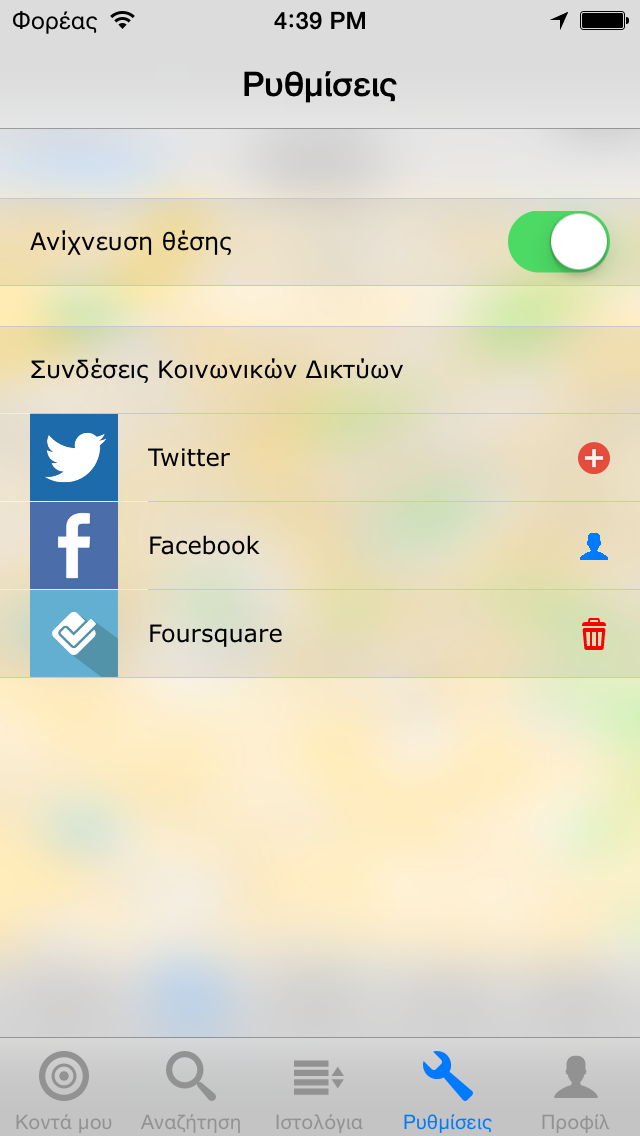 Φορέας 4:39 PM
Ρυθμίσεις
Ανίχνευση θέσης
Συνδέσεις Κοινωνικών Δικτύων
Twitter
Facebook
Foursquare
Κοντά μου Αναζήτηση Ιστολόγια Ρυθμίσεις Προφίλ